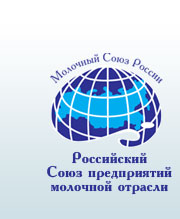 Молочный Союз России
Российский
Союз предприятий
молочной отрасли